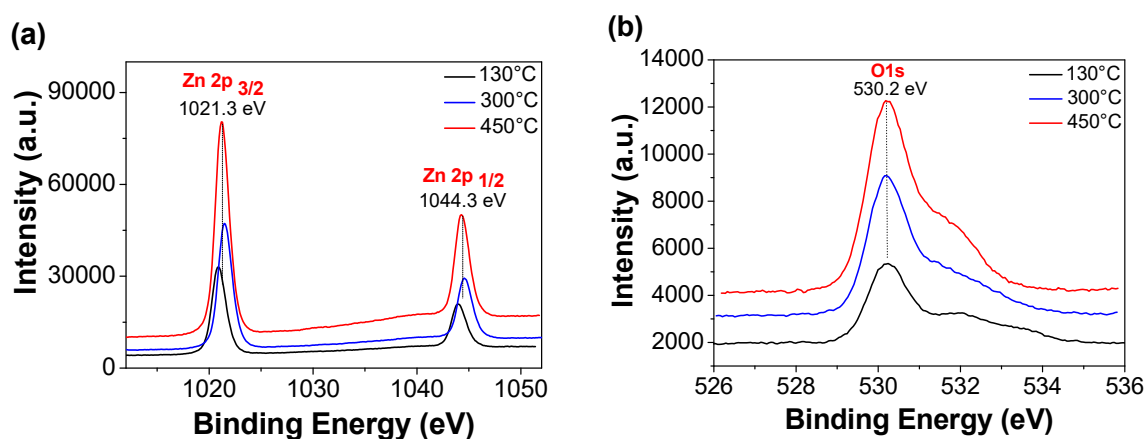 (a)
Zn 2p 3/2
1021.3 eV
Zn 2p 1/2
1044.3 eV
130°C
300°C
450°C
90000
60000
30000
0
1020
1030
1040
1050
Intensity (a.u.)
Binding Energy (eV)
(b)
O1s
530.2 eV
130°C
300°C
450°C
14000
12000
10000
8000
6000
4000
2000
526
528
530
532
534
536
Intensity (a.u.)
Binding Energy (eV)